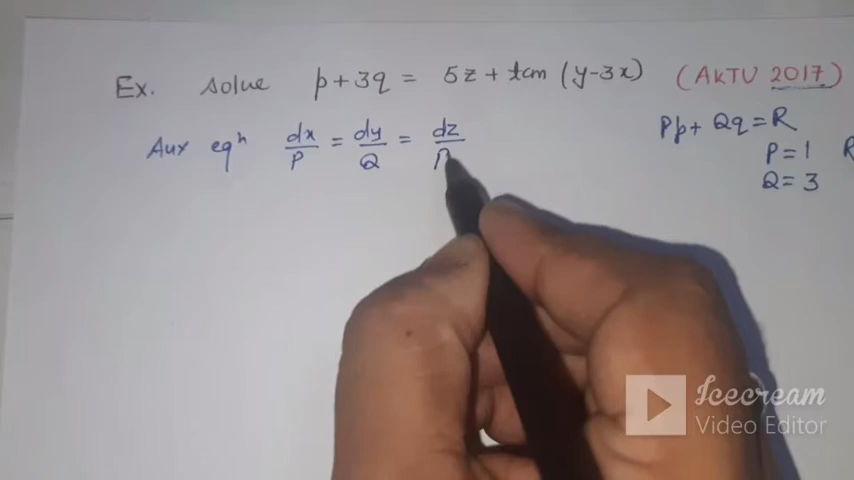 Ex. solve p+3q = 5z + tan (y-3x) (AKTU 2017)
Aux eqn dx/P = dy/Q = dz/R
Pp + Qq = R
P = 1 R
Q = 3
Icecream
Video Editor